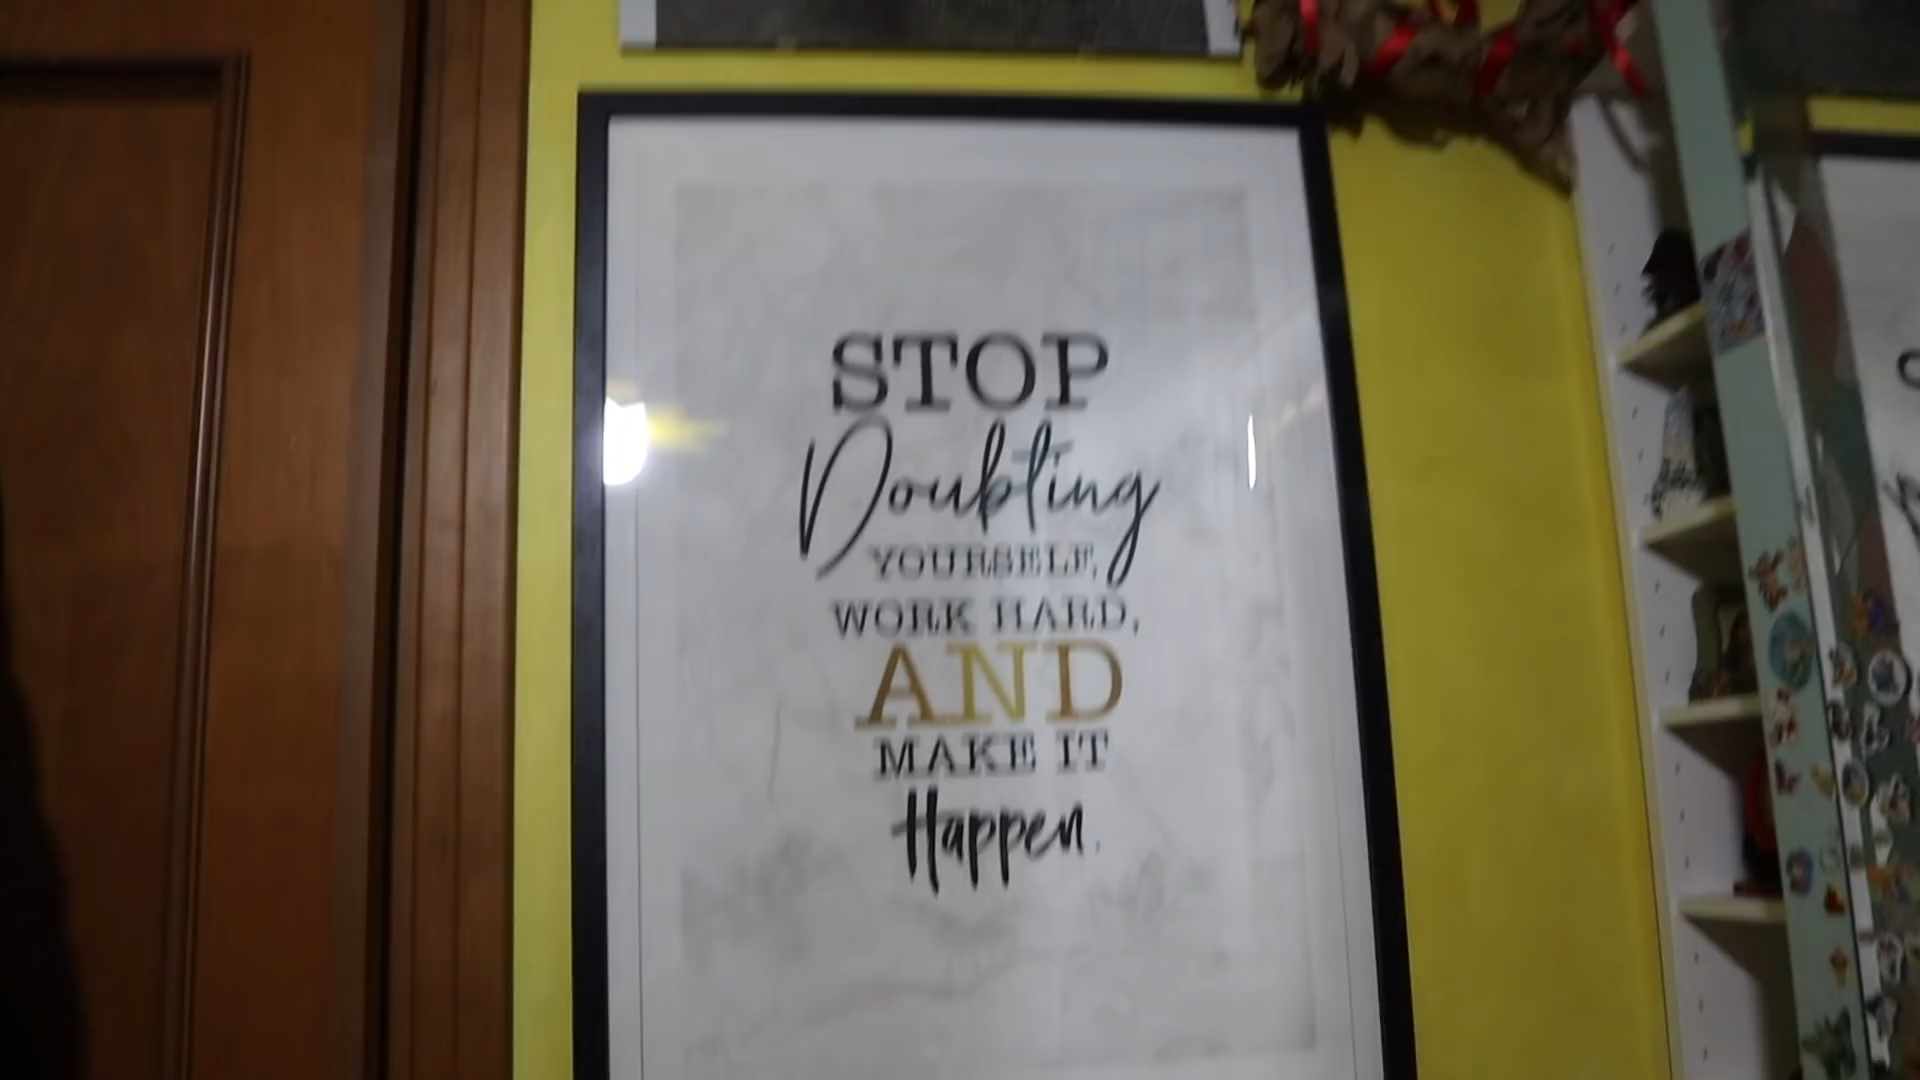 STOP
Doubting
YOURSELF,
WORK HARD,
AND
MAKE IT
Happen.